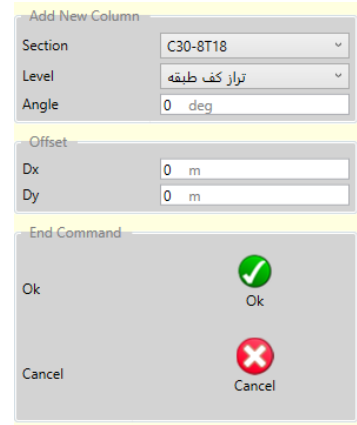 Add New Column
Section C30-8T18
Level تراز کف طبقه
Angle 0 deg
Offset
Dx 0 m
Dy 0 m
End Command
Ok Ok
Cancel Cancel